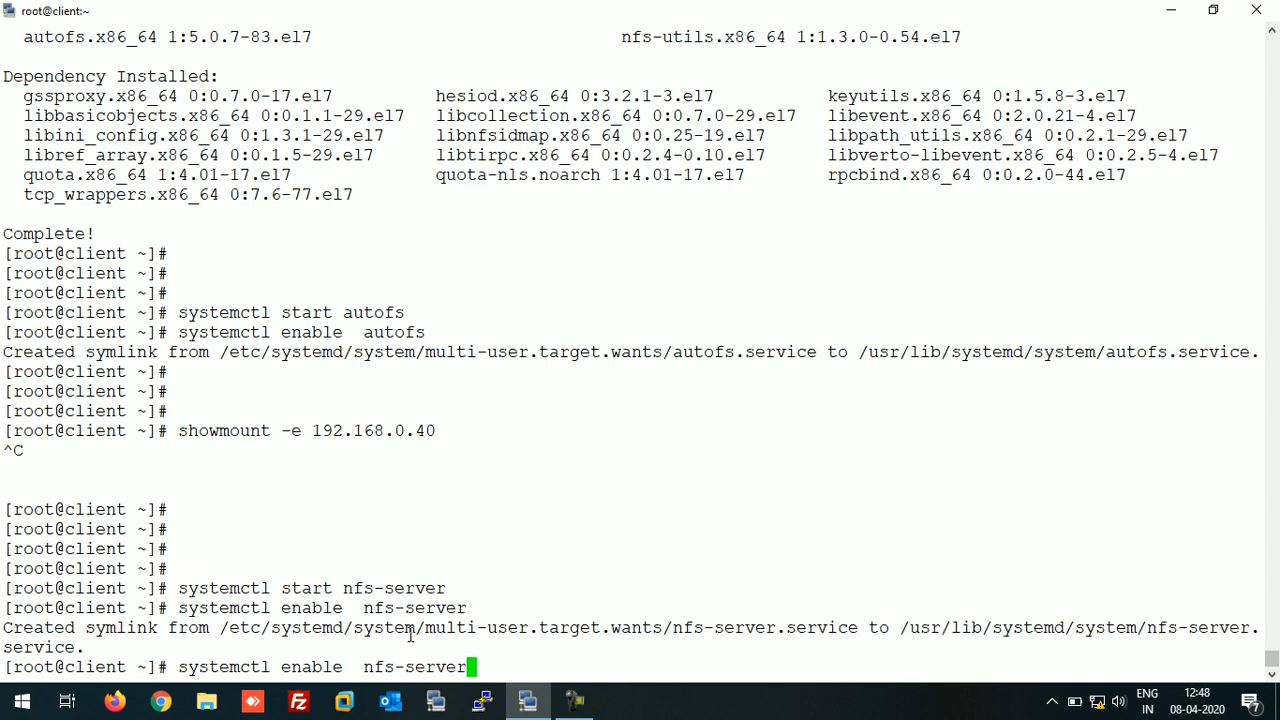 root@client:~
autofs.x86_64 1:5.0.7-83.el7 nfs-utils.x86_64 1:1.3.0-0.54.el7
Dependency Installed:
gssproxy.x86_64 0:0.7.0-17.el7 hesiod.x86_64 0:3.2.1-3.el7 keyutils.x86_64 0:1.5.8-3.el7
libbasicobjects.x86_64 0:0.1.1-29.el7 libcollection.x86_64 0:0.7.0-29.el7 libevent.x86_64 0:2.0.21-4.el7
libini_config.x86_64 0:1.3.1-29.el7 libnfsidmap.x86_64 0:0.25-19.el7 libpath_utils.x86_64 0:0.2.1-29.el7
libref_array.x86_64 0:0.1.5-29.el7 libtirpc.x86_64 0:0.2.4-0.10.el7 libverto-libevent.x86_64 0:0.2.5-4.el7
quota.x86_64 1:4.01-17.el7 quota-nls.noarch 1:4.01-17.el7 rpcbind.x86_64 0:0.2.0-44.el7
tcp_wrappers.x86_64 0:7.6-77.el7
Complete!
[root@client ~]#
[root@client ~]#
[root@client ~]#
[root@client ~]# systemctl start autofs
[root@client ~]# systemctl enable  autofs
Created symlink from /etc/systemd/system/multi-user.target.wants/autofs.service to /usr/lib/systemd/system/autofs.service.
[root@client ~]#
[root@client ~]#
[root@client ~]#
[root@client ~]# showmount -e 192.168.0.40
^C
[root@client ~]#
[root@client ~]#
[root@client ~]#
[root@client ~]#
[root@client ~]# systemctl start nfs-server
[root@client ~]# systemctl enable  nfs-server
Created symlink from /etc/systemd/system/multi-user.target.wants/nfs-server.service to /usr/lib/systemd/system/nfs-server.
service.
[root@client ~]# systemctl enable  nfs-server
ENG 12:48
IN 08-04-2020 7